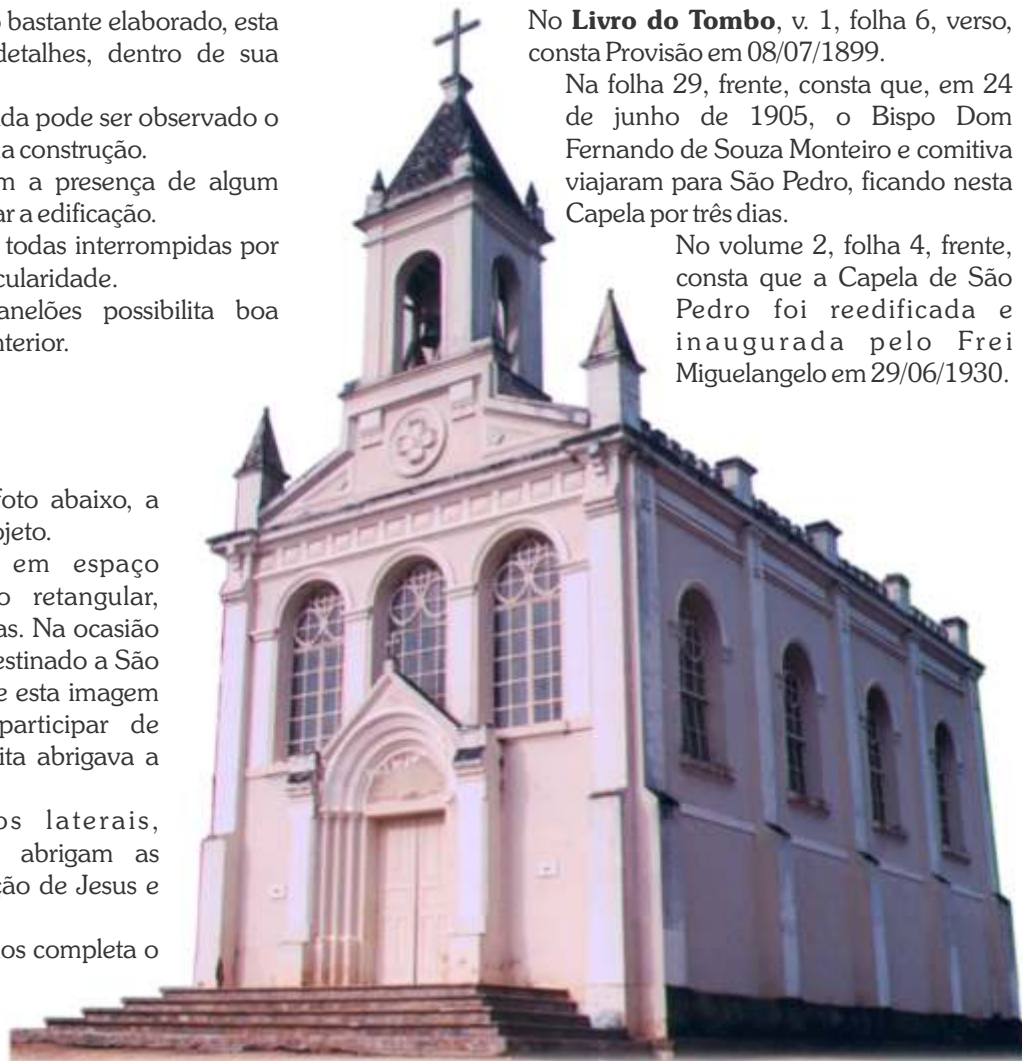 o bastante elaborado, esta
detalhes, dentro de sua
da pode ser observado o
a construção.
m a presença de algum
ar a edificação.
todas interrompidas por
cularidade.
anelões possibilita boa
nterior.
foto abaixo, a
ojeto.
em espaço
o retangular,
as. Na ocasião
estinado a São
e esta imagem
participar de
ita abrigava a
os laterais,
abrigam as
ção de Jesus e
os completa o
No Livro do Tombo, v. 1, folha 6, verso,
consta Provisão em 08/07/1899.
Na folha 29, frente, consta que, em 24
de junho de 1905, o Bispo Dom
Fernando de Souza Monteiro e comitiva
viajaram para São Pedro, ficando nesta
Capela por três dias.
No volume 2, folha 4, frente,
consta que a Capela de São
Pedro foi reedificada e
inaugurada pelo Frei
Miguelangelo em 29/06/1930.